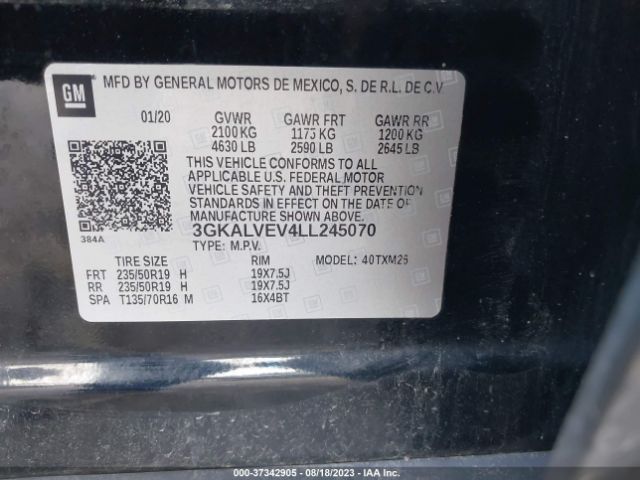 GM
MFD BY GENERAL MOTORS DE MEXICO, S. DE R.L. DE C.V
01/20 GVWR GAWR FRT GAWR RR
2100 KG 1175 KG 1200 KG
4630 LB 2590 LB 2645 LB
THIS VEHICLE CONFORMS TO ALL
APPLICABLE U.S. FEDERAL MOTOR
VEHICLE SAFETY AND THEFT PREVENTION
STANDARDS IN EFFECT ON THE DATE OF
MANUFACTURE SHOWN ABOVE.
384A 3GKALVEV4LL245070
TYPE: M.P.V.
TIRE SIZE RIM MODEL: 40TXM26
FRT 235/50R19 H 19X7.5J
RR 235/50R19 H 19X7.5J
SPA T135/70R16 M 16X4BT
000-37342905 - 08/18/2023 - IAA Inc.